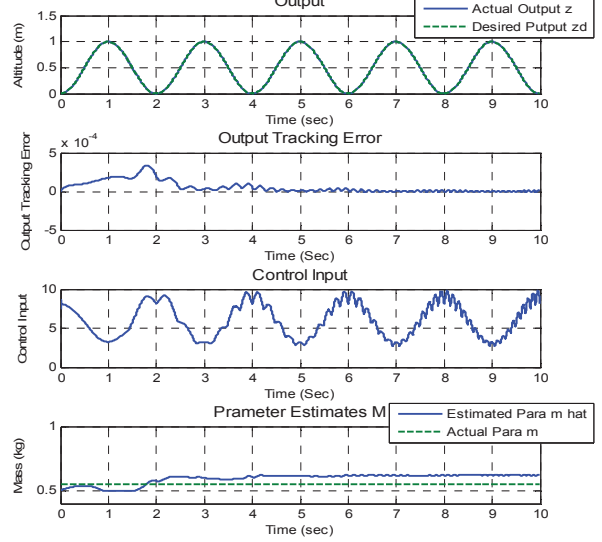 Output
Actual Output z
Desired Putput zd
Altitude (m)
1.5
1
0.5
0
0 1 2 3 4 5 6 7 8 9 10
Time (sec)
x 10^-4
Output Tracking Error
Output Tracking Error
5
0
-5
0 1 2 3 4 5 6 7 8 9 10
Time (Sec)
Control Input
Control Input
10
5
0
0 1 2 3 4 5 6 7 8 9 10
Time (Sec)
Prameter Estimates M
Estimated Para m hat
Actual Para m
Mass (kg)
1
0.5
0 1 2 3 4 5 6 7 8 9 10
Time (Sec)